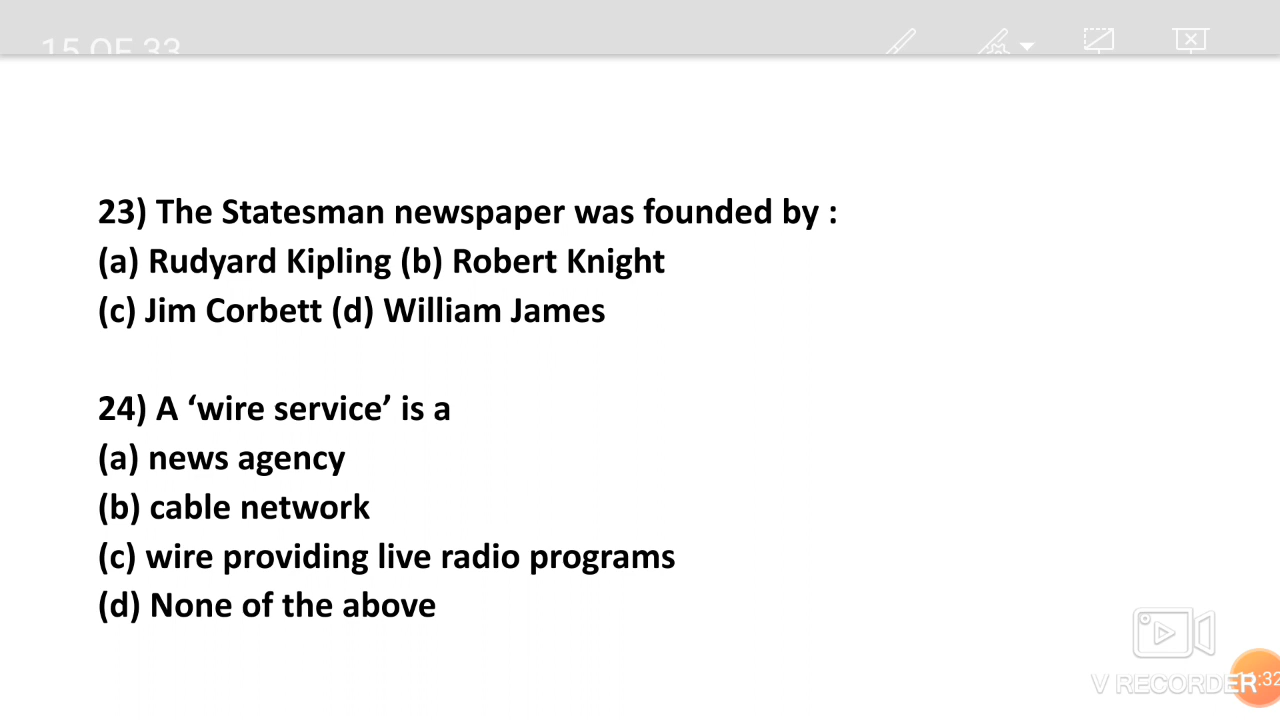 15 OF 33
23) The Statesman newspaper was founded by :
(a) Rudyard Kipling (b) Robert Knight
(c) Jim Corbett (d) William James
24) A ‘wire service’ is a
(a) news agency
(b) cable network
(c) wire providing live radio programs
(d) None of the above
V RECORDER